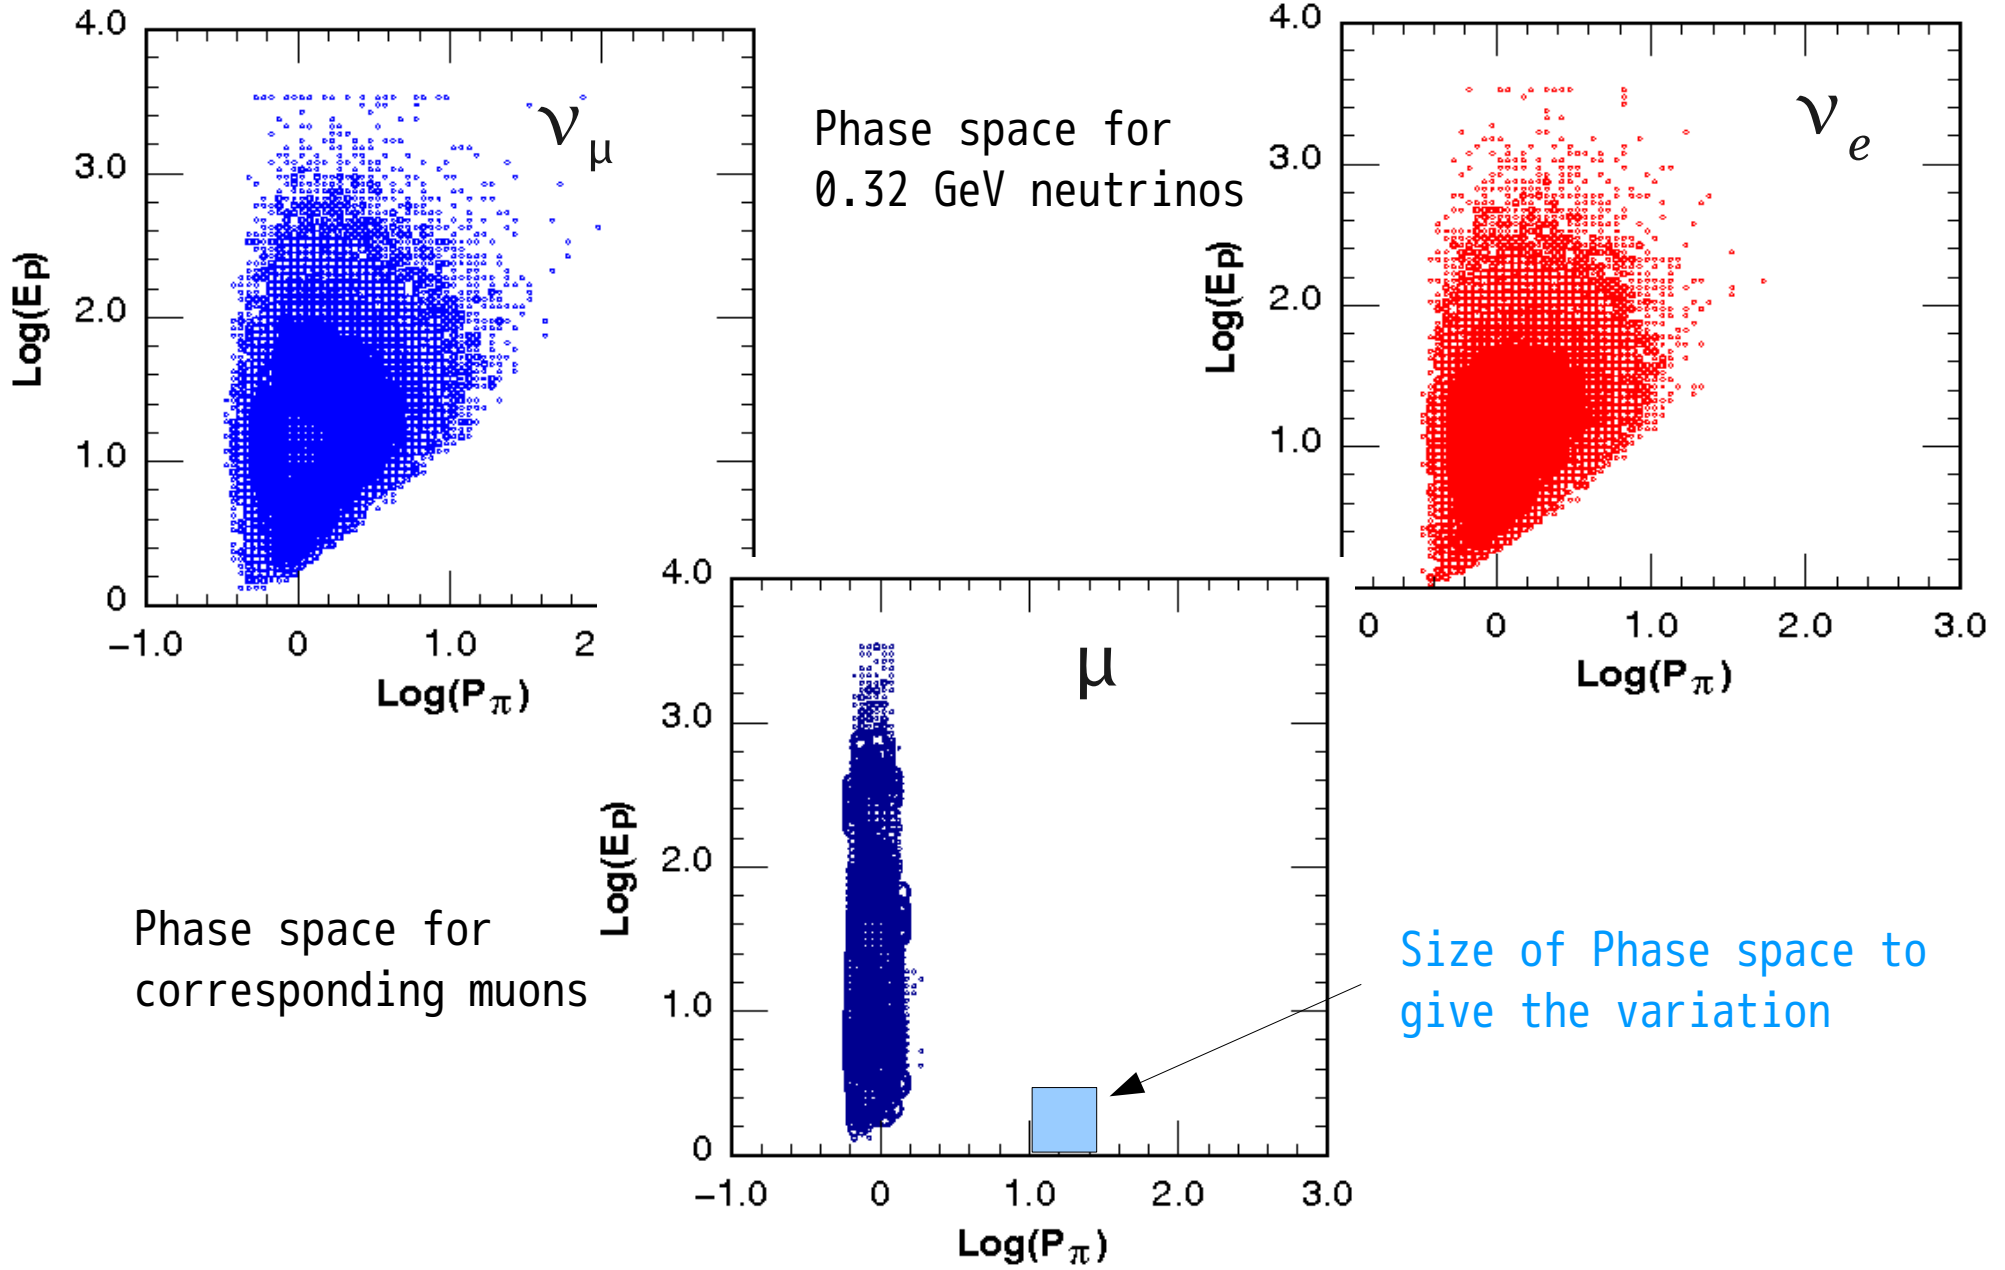 4.0
3.0
2.0
1.0
0
Log(Ep)
−1.0 0 1.0 2
Log(Pπ)
νμ
Phase space for
0.32 GeV neutrinos
4.0
3.0
2.0
1.0
Log(Ep)
0 0 1.0 2.0 3.0
Log(Pπ)
νe
Phase space for
corresponding muons
4.0
3.0
2.0
1.0
0
Log(Ep)
−1.0 0 1.0 2.0 3.0
Log(Pπ)
μ
Size of Phase space to
give the variation